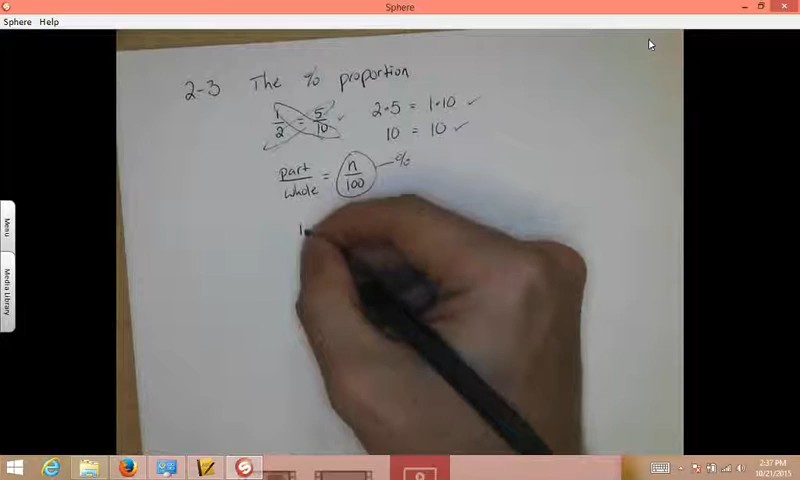 Sphere
Sphere Help
2-3 The % proportion
1/2 = 5/10 ✓ 2•5 = 1•10 ✓
10 = 10 ✓
part/whole = n/100 %
1
Menu
Media Library
2:37 PM
10/21/2015